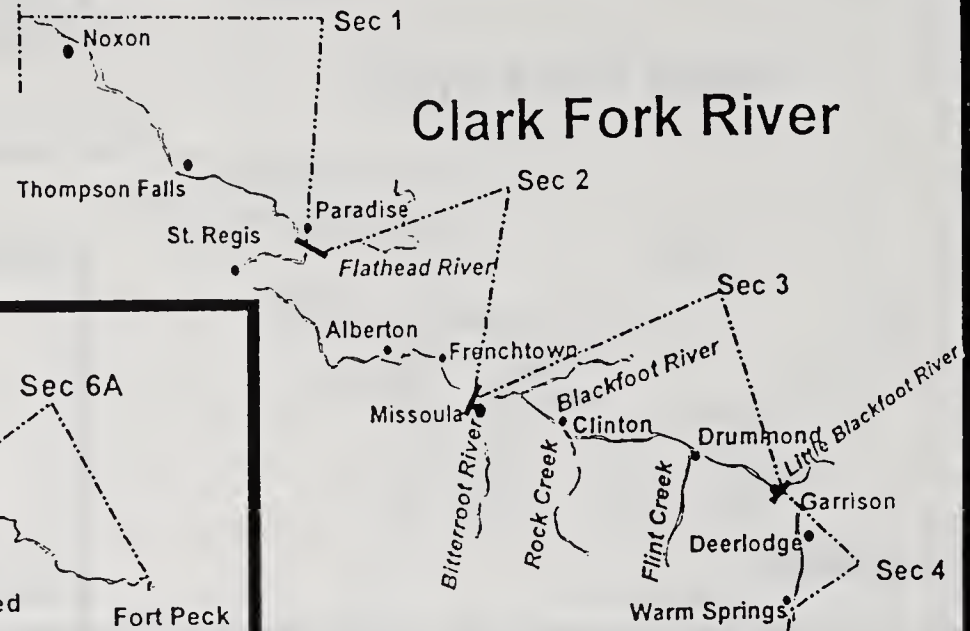 Sec 1
Noxon
Clark Fork River
Thompson Falls
Sec 2
Paradise
St. Regis
Flathead River
Sec 3
Alberton
Frenchtown
Sec 6A
Blackfoot River
Little Blackfoot River
Missoula
Clinton
Drummond
Bitterroot River
Rock Creek
Flint Creek
Garrison
Deerlodge
Sec 4
ed
Fort Peck
Warm Springs